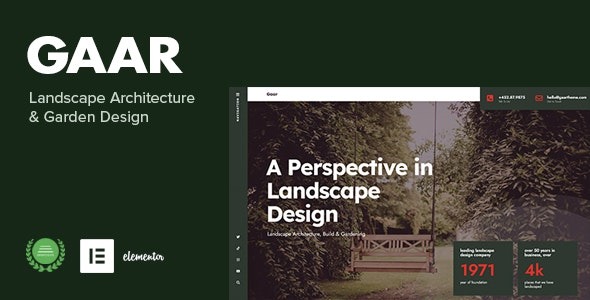 GAAR
Landscape Architecture
& Garden Design
elementor
NAVIGATION
Gaar
+432.87.9875
hello@gaartheme.com
A Perspective in
Landscape
Design
Landscape Architecture, Build & Gardening
leading landscape
design company
1971
year of foundation
over 50 years in
business, over
4k
places that we have
landscaped